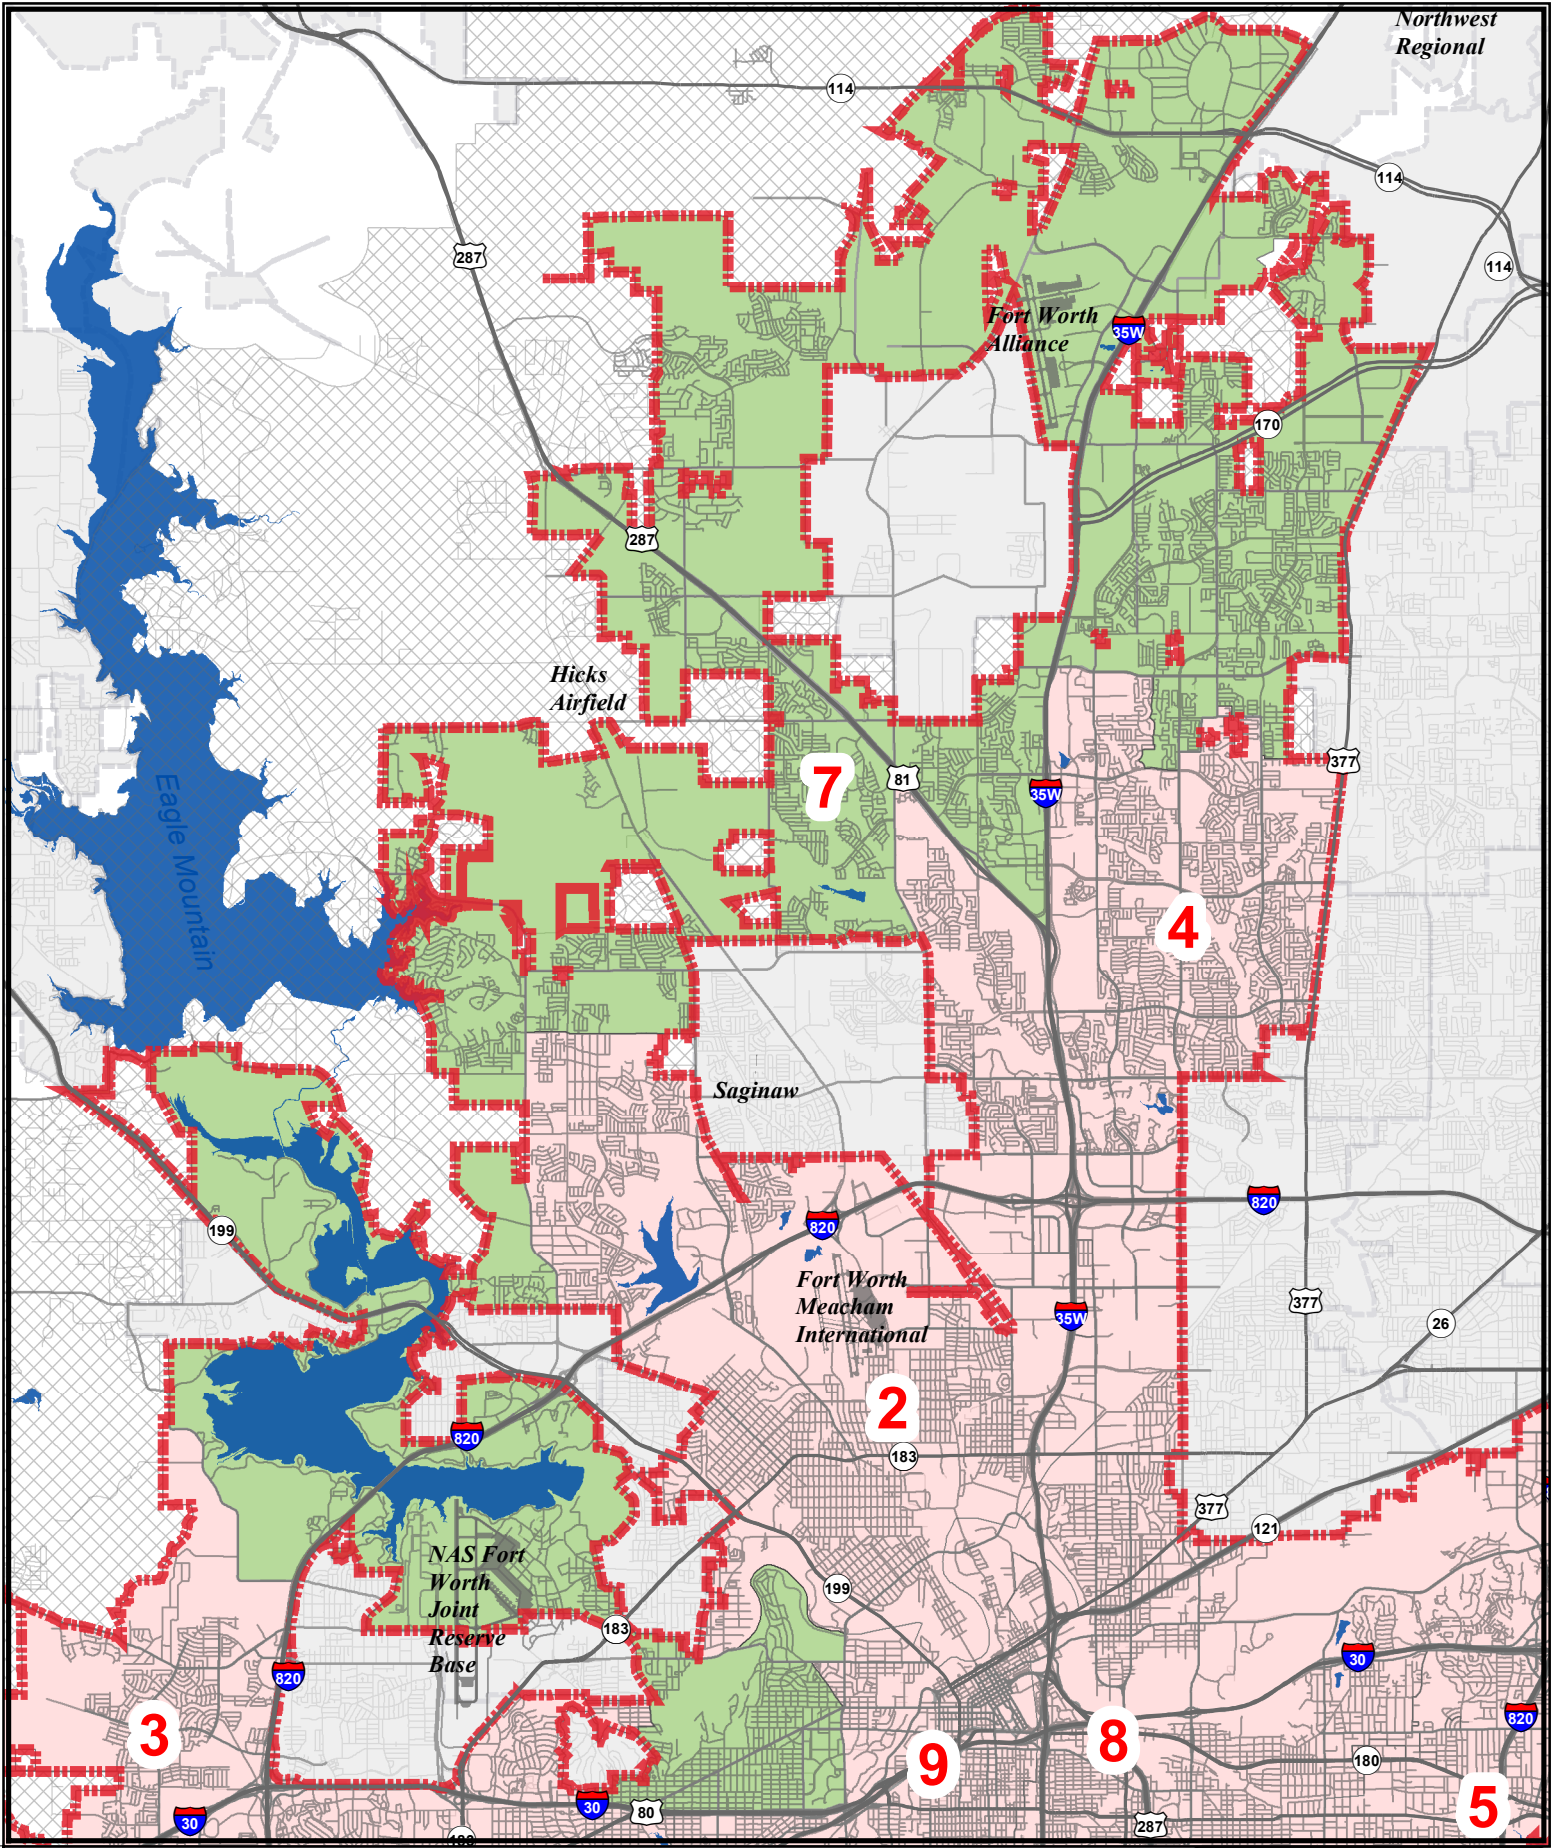 Northwest
Regional
114
114
287
114
Fort Worth
Alliance
35W
170
287
Hicks
Airfield
377
7
81
35W
Eagle Mountain
4
Saginaw
820
199
820
Fort Worth
Meacham
International
377
35W
26
2
820
183
377
121
NAS Fort
Worth
Joint
Reserve
Base
199
183
30
820
820
3
8
9
180
5
30
30
80
287